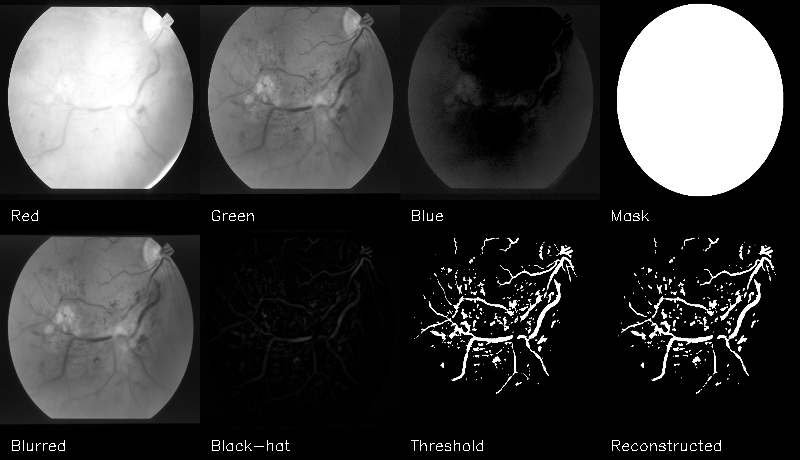 Red
Green
Blue
Mask
Blurred
Black-hat
Threshold
Reconstructed